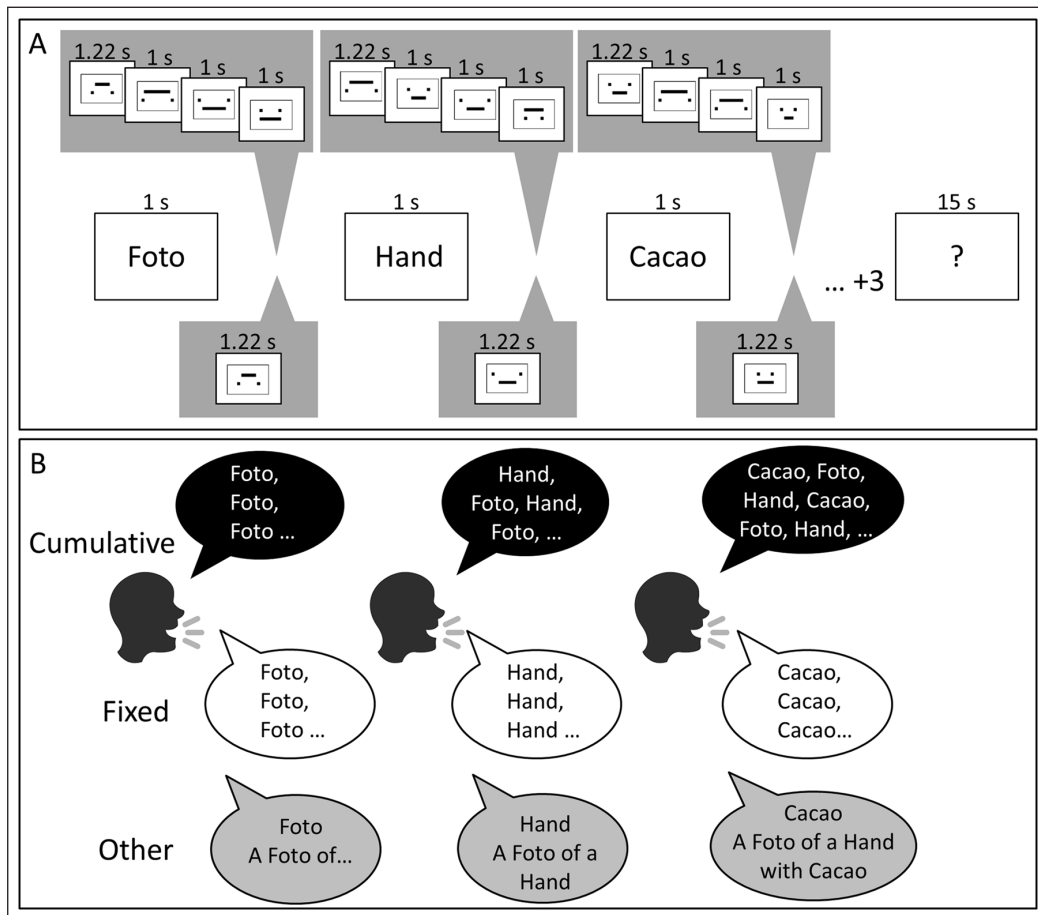 A
1.22 s
1 s
1 s
1 s
1.22 s
1 s
1 s
1 s
1.22 s
1 s
1 s
1 s
1 s
Foto
1 s
Hand
1 s
Cacao
... +3
15 s
?
1.22 s
1.22 s
1.22 s
B
Cumulative
Foto,
Foto,
Foto ...
Hand,
Foto, Hand,
Foto, ...
Cacao, Foto,
Hand, Cacao,
Foto, Hand, ...
Fixed
Foto,
Foto,
Foto ...
Hand,
Hand,
Hand ...
Cacao,
Cacao,
Cacao...
Other
Foto
A Foto of...
Hand
A Foto of a
Hand
Cacao
A Foto of a Hand
with Cacao